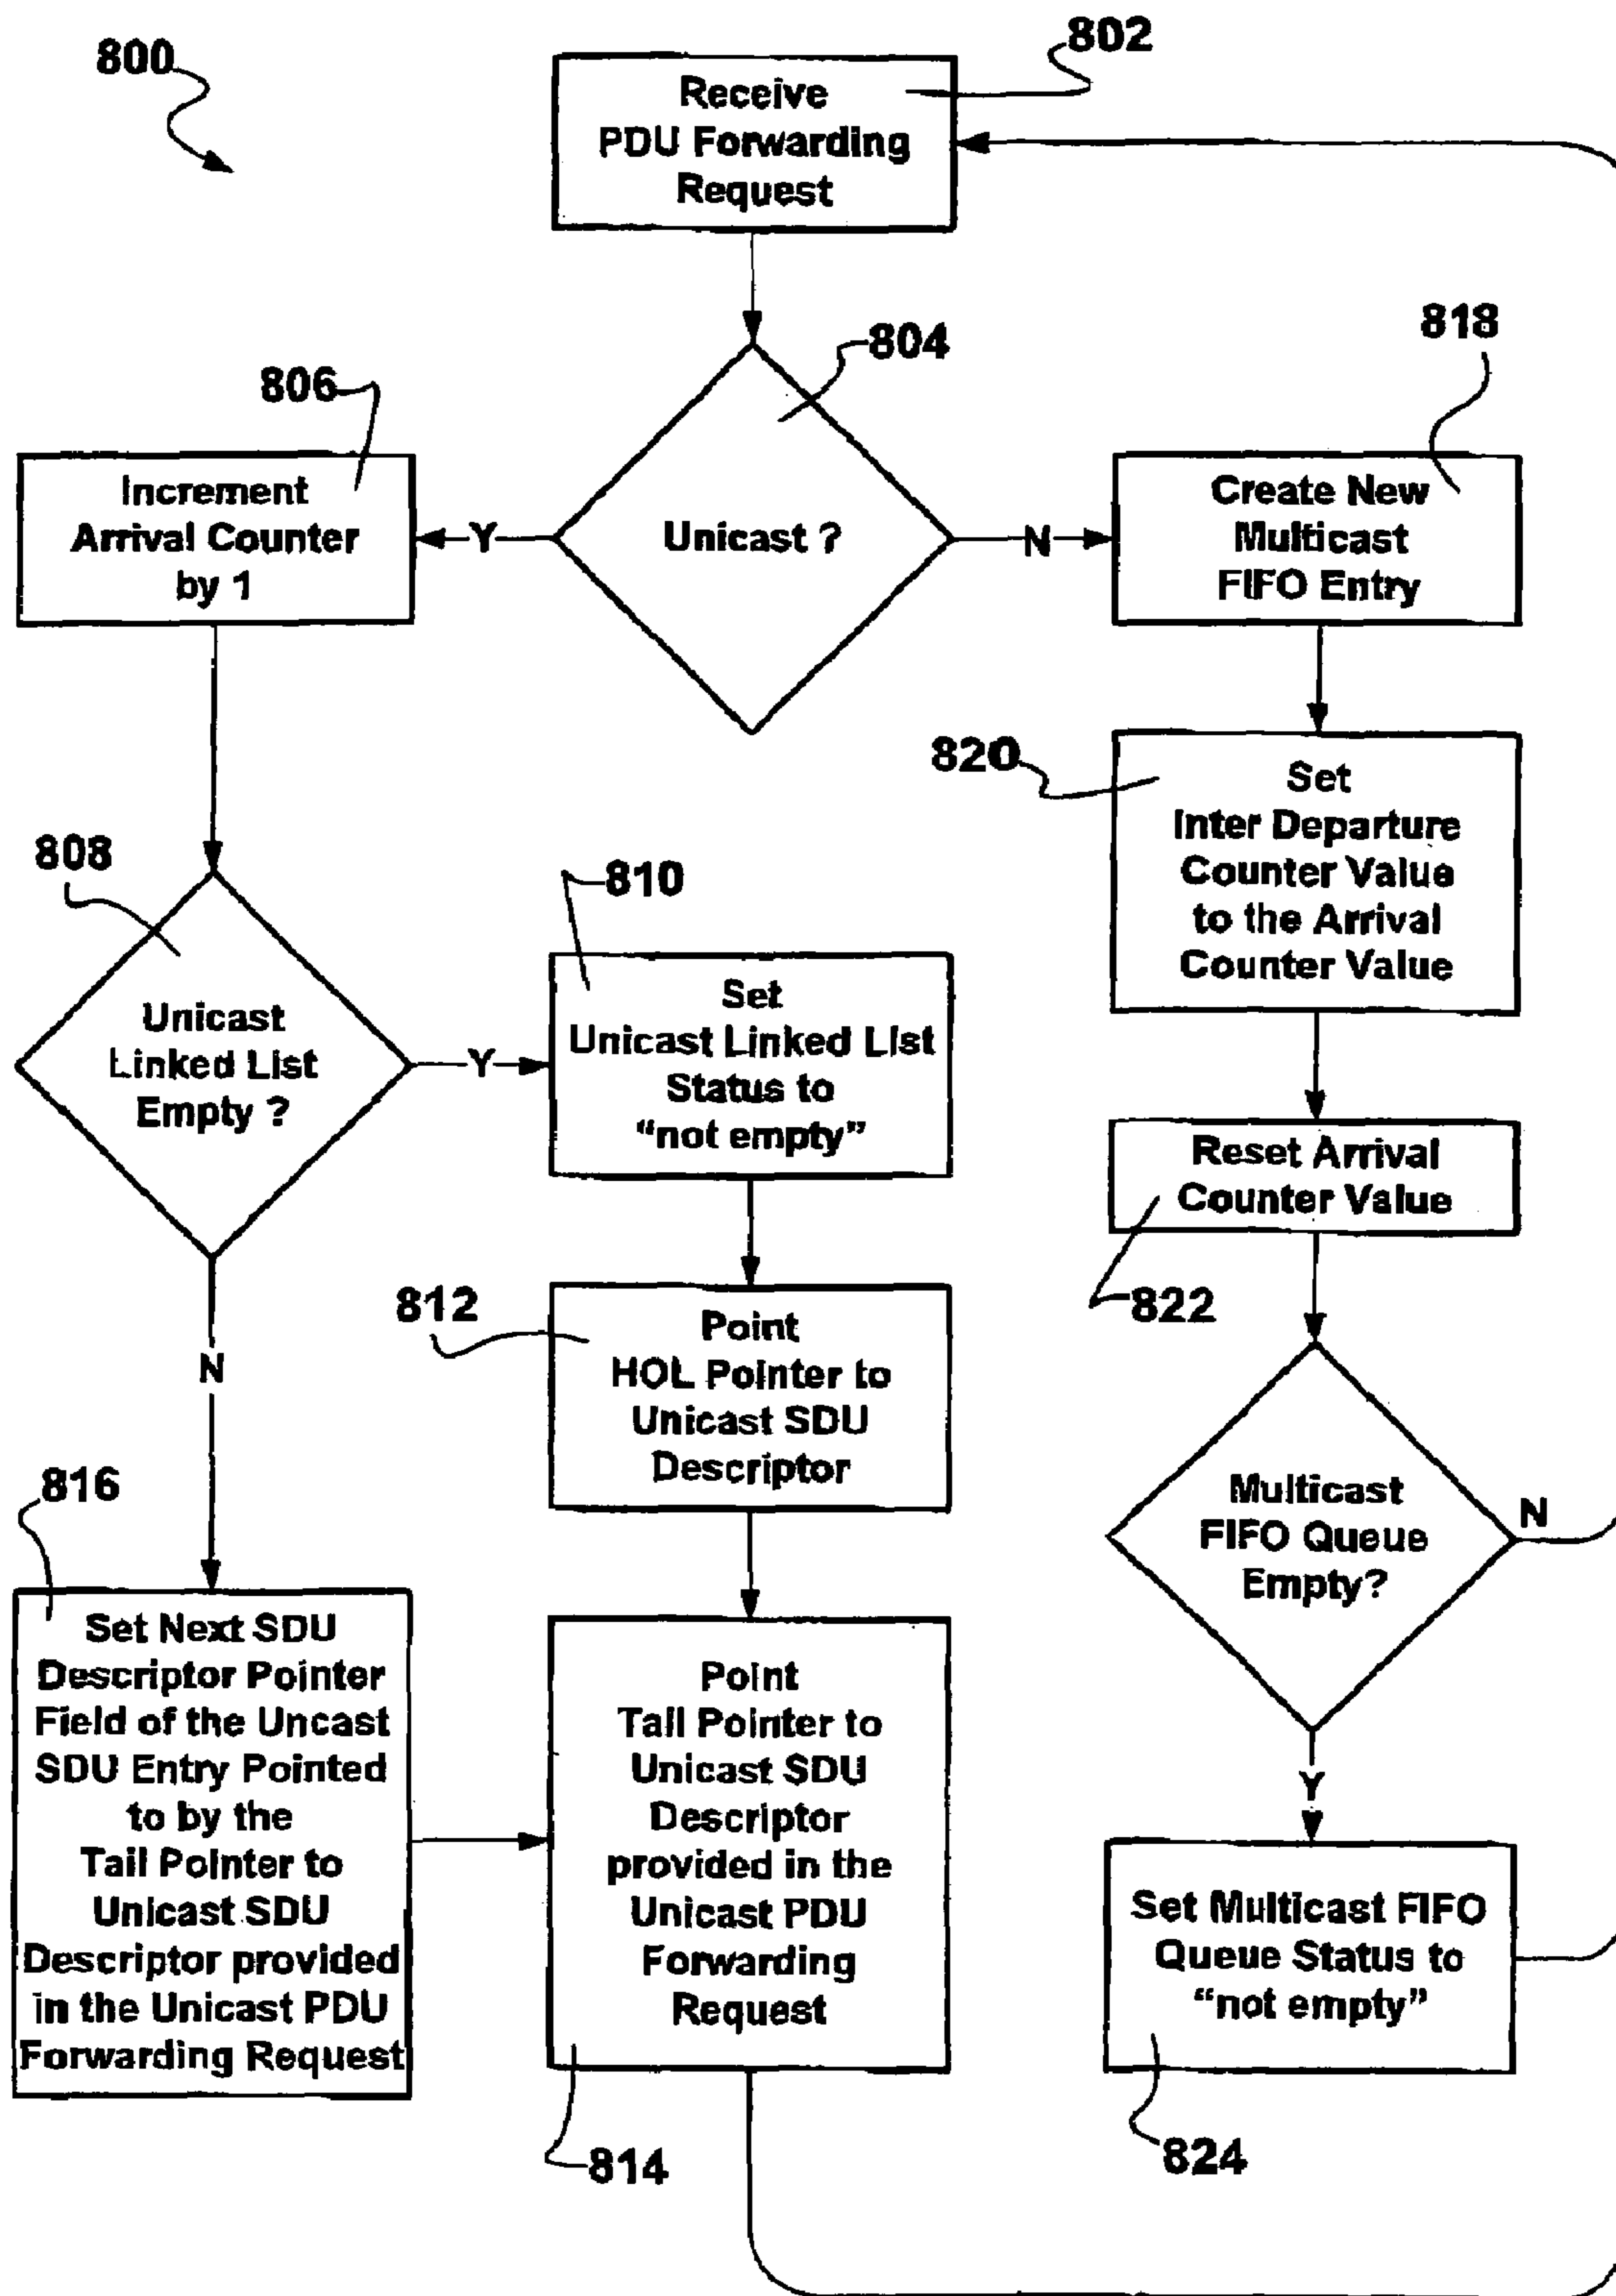 800
802
Receive
PDU Forwarding
Request
804
Unicast ?
Y
N
806
Increment
Arrival Counter
by 1
808
Unicast
Linked List
Empty ?
Y
N
810
Set
Unicast Linked List
Status to
“not empty”
812
Point
HOL Pointer to
Unicast SDU
Descriptor
816
Set Next SDU
Descriptor Pointer
Field of the Uncast
SDU Entry Pointed
to by the
Tail Pointer to
Unicast SDU
Descriptor provided
in the Unicast PDU
Forwarding Request
Point
Tail Pointer to
Unicast SDU
Descriptor
provided in the
Unicast PDU
Forwarding
Request
814
818
Create New
Multicast
FIFO Entry
820
Set
Inter Departure
Counter Value
to the Arrival
Counter Value
Reset Arrival
Counter Value
822
Multicast
FIFO Queue
Empty?
N
Y
Set Multicast FIFO
Queue Status to
“not empty”
824